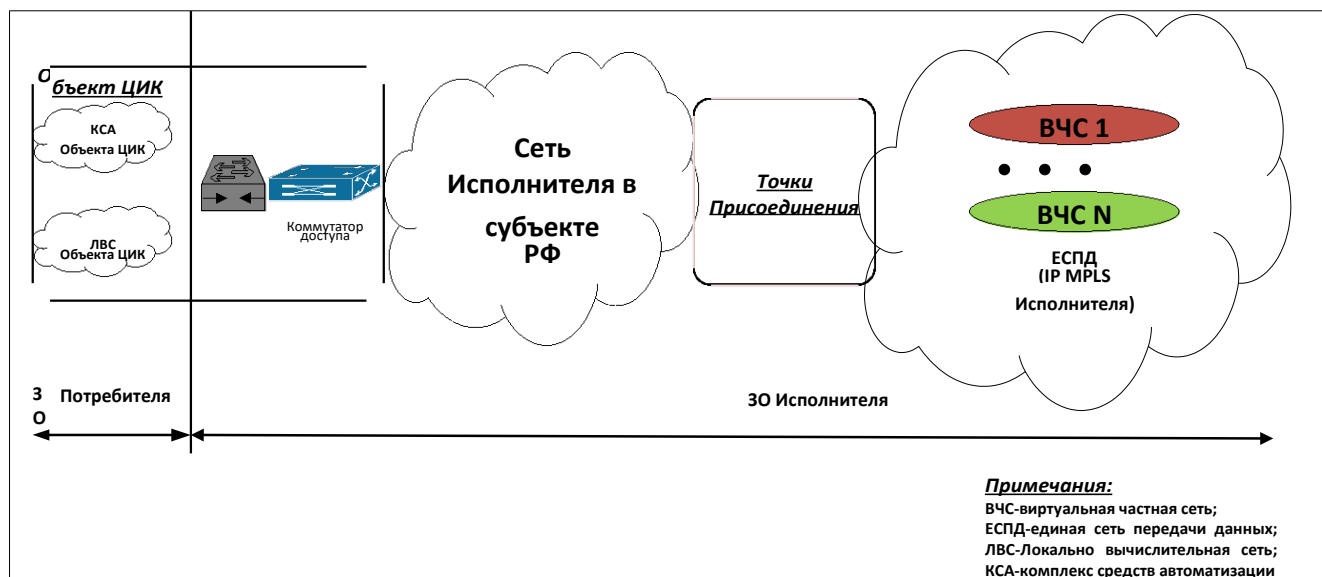 Объект ЦИК
КСА
Объекта ЦИК
ЛВС
Объекта ЦИК
Коммутатор
доступа
Сеть
Исполнителя в
субъекте
РФ
Точки
Присоединения
ВЧС 1
ВЧС N
ЕСПД
(IP MPLS
Исполнителя)
ЗО Потребителя
ЗО Исполнителя
Примечания:
ВЧС-виртуальная частная сеть;
ЕСПД-единая сеть передачи данных;
ЛВС-Локально вычислительная сеть;
КСА-комплекс средств автоматизации